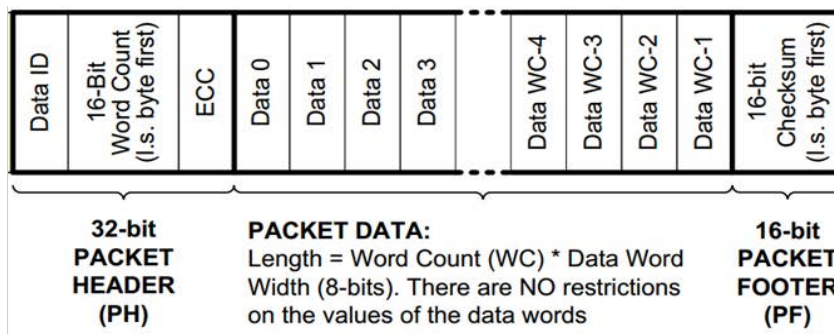 Data ID
16-Bit
Word Count
(l.s. byte first)
ECC
Data 0
Data 1
Data 2
Data 3
Data WC-4
Data WC-3
Data WC-2
Data WC-1
16-bit
Checksum
(l.s. byte first)
32-bit
PACKET
HEADER
(PH)
PACKET DATA:
Length = Word Count (WC) * Data Word
Width (8-bits). There are NO restrictions
on the values of the data words
16-bit
PACKET
FOOTER
(PF)